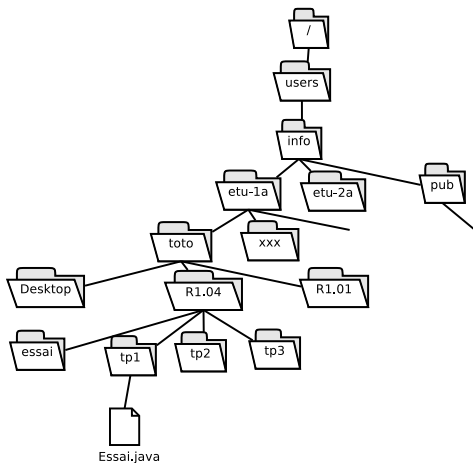 /
users
info
etu-1a
etu-2a
pub
toto
xxx
Desktop
R1.04
R1.01
essai
tp1
tp2
tp3
Essai.java